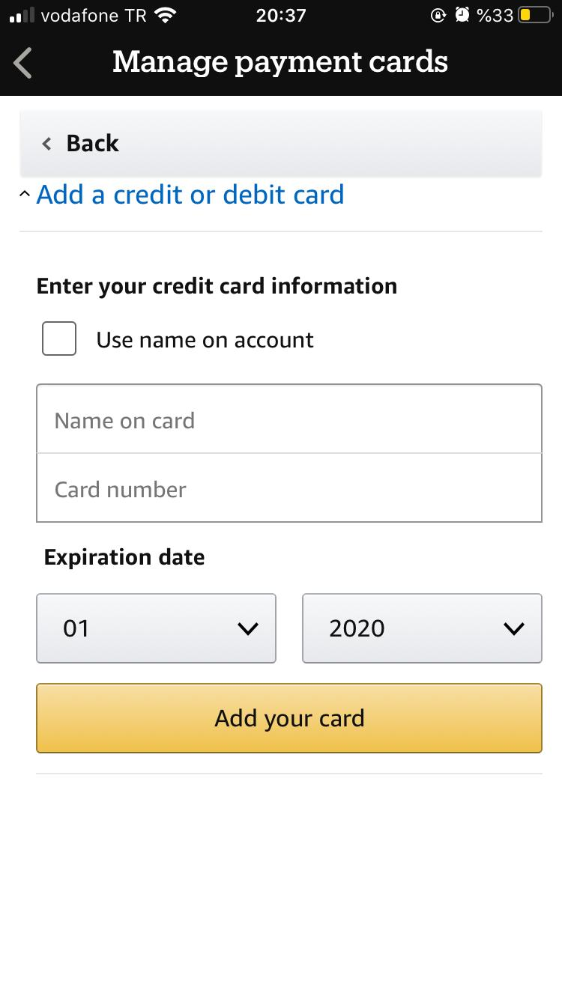 vodafone TR 20:37 %33
Manage payment cards
Back
Add a credit or debit card
Enter your credit card information
Use name on account
Name on card
Card number
Expiration date
01 2020
Add your card